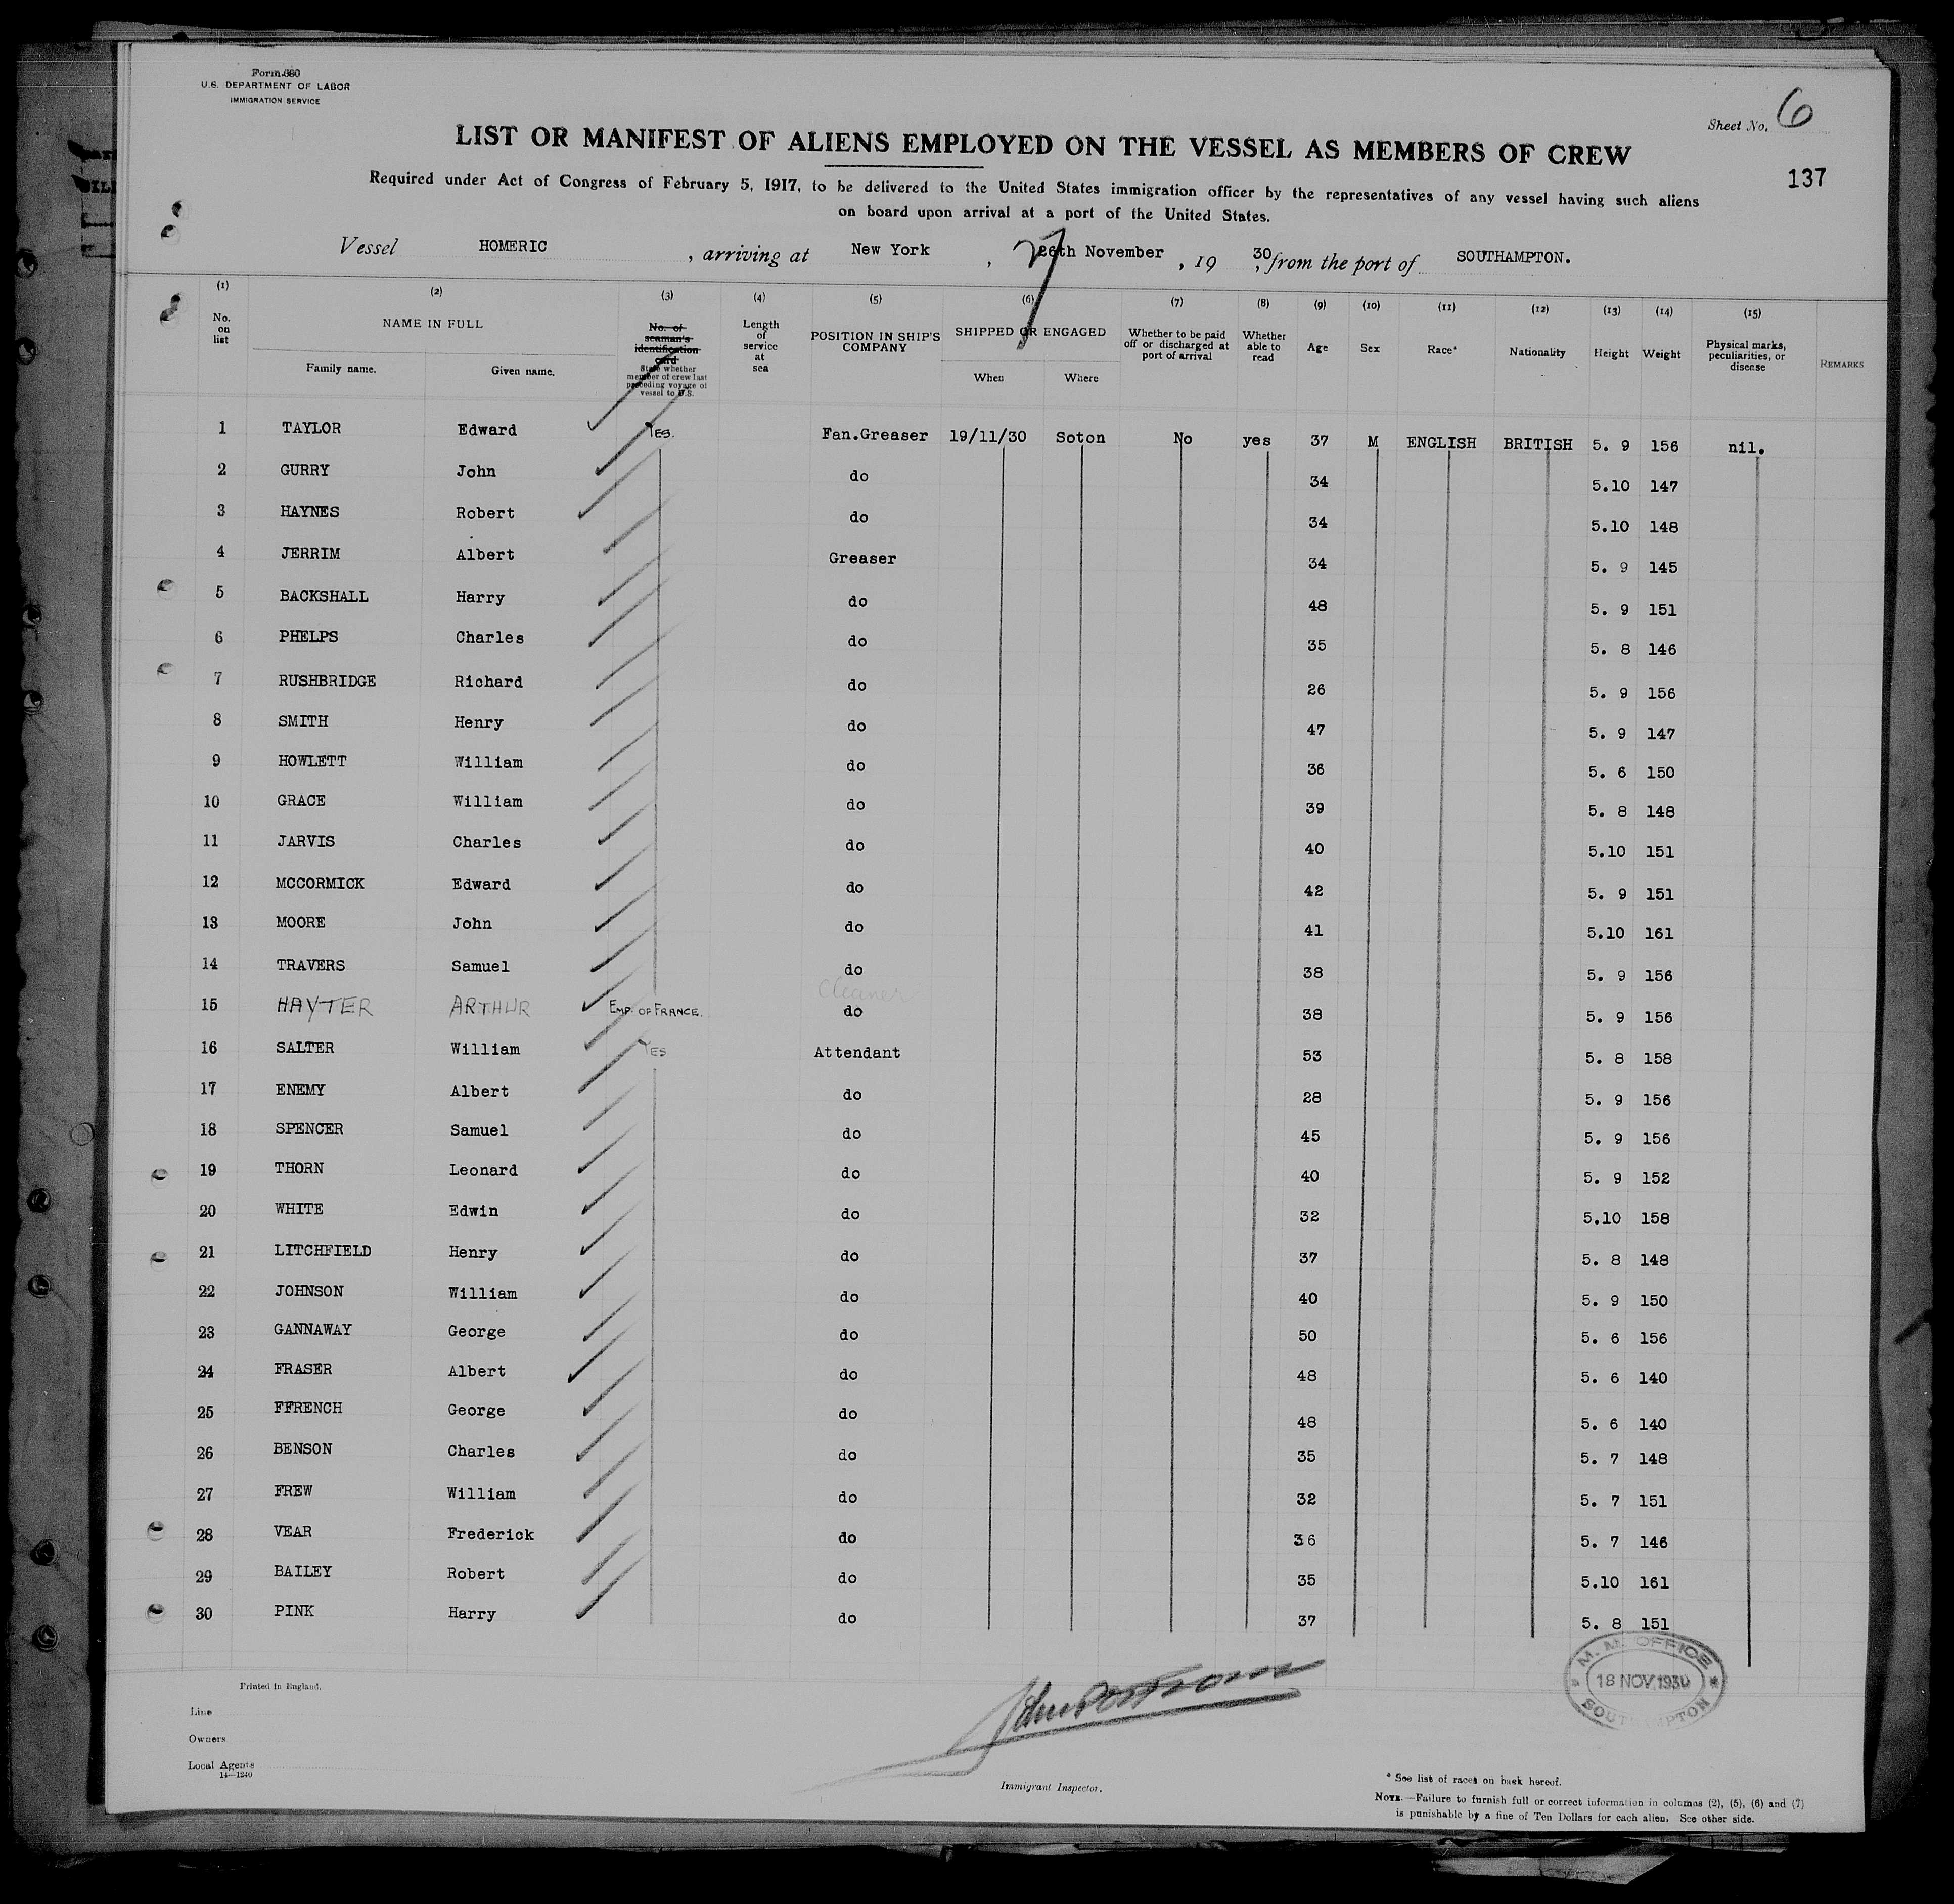 Form 680
U.S. DEPARTMENT OF LABOR
IMMIGRATION SERVICE
Sheet No. 6
LIST OR MANIFEST OF ALIENS EMPLOYED ON THE VESSEL AS MEMBERS OF CREW
137
Required under Act of Congress of February 5, 1917, to be delivered to the United States immigration officer by the representatives of any vessel having such aliens
on board upon arrival at a port of the United States.
Vessel HOMERIC , arriving at New York , 27 26th November , 19 30, from the port of SOUTHAMPTON.
(1) (2) (3) (4) (5) (6) (7) (8) (9) (10) (11) (12) (13) (14) (15)
No. on list NAME IN FULL Family name. Given name. No. of seaman's identification card State whether member of crew last preceding voyage of vessel to U.S. Length of service at sea POSITION IN SHIP'S COMPANY SHIPPED OR ENGAGED When Where Whether to be paid off or discharged at port of arrival Whether able to read Age Sex Race* Nationality Height Weight Physical marks, peculiarities, or disease REMARKS
1 TAYLOR Edward YES. Fan.Greaser 19/11/30 Soton No yes 37 M ENGLISH BRITISH 5. 9 156 nil.
2 GURRY John do 34 5.10 147
3 HAYNES Robert do 34 5.10 148
4 JERRIM Albert Greaser 34 5. 9 145
5 BACKSHALL Harry do 48 5. 9 151
6 PHELPS Charles do 35 5. 8 146
7 RUSHBRIDGE Richard do 26 5. 9 156
8 SMITH Henry do 47 5. 9 147
9 HOWLETT William do 36 5. 6 150
10 GRACE William do 39 5. 8 148
11 JARVIS Charles do 40 5.10 151
12 MCCORMICK Edward do 42 5. 9 151
13 MOORE John do 41 5.10 161
14 TRAVERS Samuel do 38 5. 9 156
Cleaner
15 HAYTER ARTHUR EMP. OF FRANCE. do 38 5. 9 156
16 SALTER William YES Attendant 53 5. 8 158
17 ENEMY Albert do 28 5. 9 156
18 SPENCER Samuel do 45 5. 9 156
19 THORN Leonard do 40 5. 9 152
20 WHITE Edwin do 32 5.10 158
21 LITCHFIELD Henry do 37 5. 8 148
22 JOHNSON William do 40 5. 9 150
23 GANNAWAY George do 50 5. 6 156
24 FRASER Albert do 48 5. 6 140
25 FFRENCH George do 48 5. 6 140
26 BENSON Charles do 35 5. 7 148
27 FREW William do 32 5. 7 151
28 VEAR Frederick do 36 5. 7 146
29 BAILEY Robert do 35 5.10 161
30 PINK Harry do 37 5. 8 151
M. M. OFFICE
18 NOV 1930
SOUTHAMPTON
Printed in England.
Line
Owners
Local Agents
14—1240
Immigrant Inspector.
* See list of races on back hereof.
NOTE.—Failure to furnish full or correct information in columns (2), (5), (6) and (7)
is punishable by a fine of Ten Dollars for each alien. See other side.